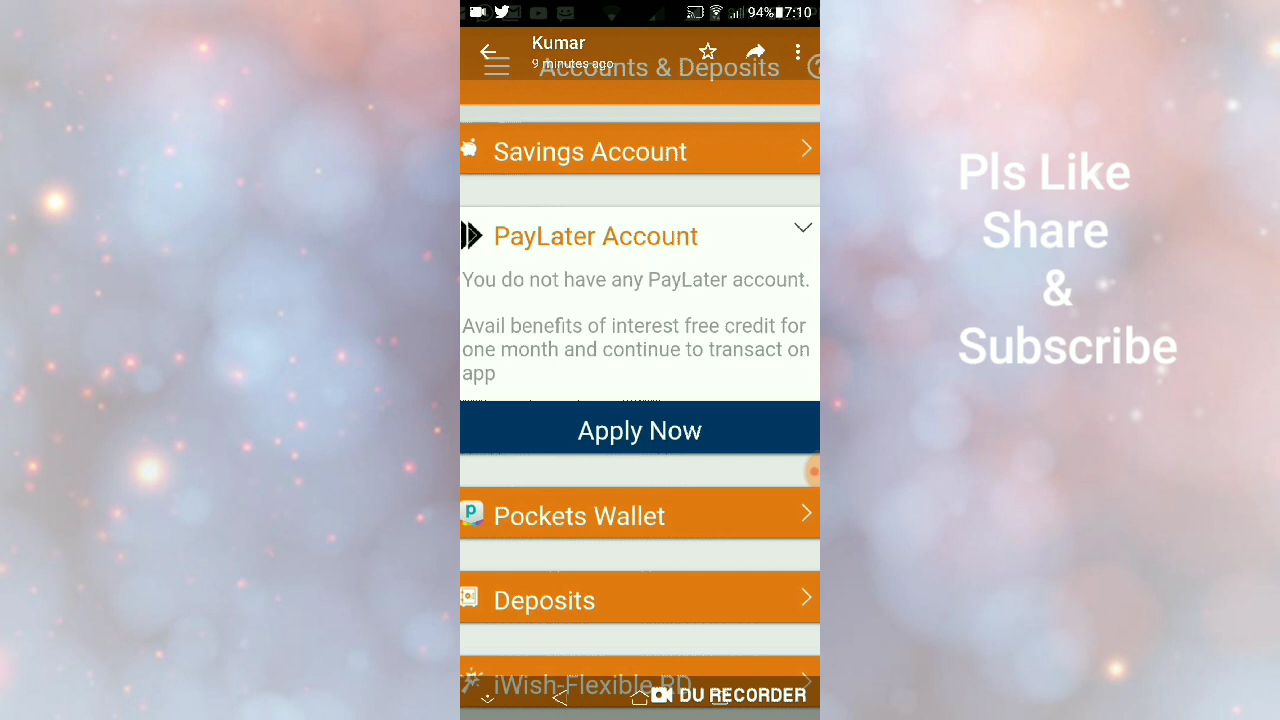 94% 7:10
Kumar
9 minutes ago
Accounts & Deposits
Savings Account
PayLater Account
You do not have any PayLater account.
Avail benefits of interest free credit for
one month and continue to transact on
app
Apply Now
p
Pockets Wallet
Deposits
iWish-Flexible RD
DU RECORDER
Pls Like
Share
&
Subscribe